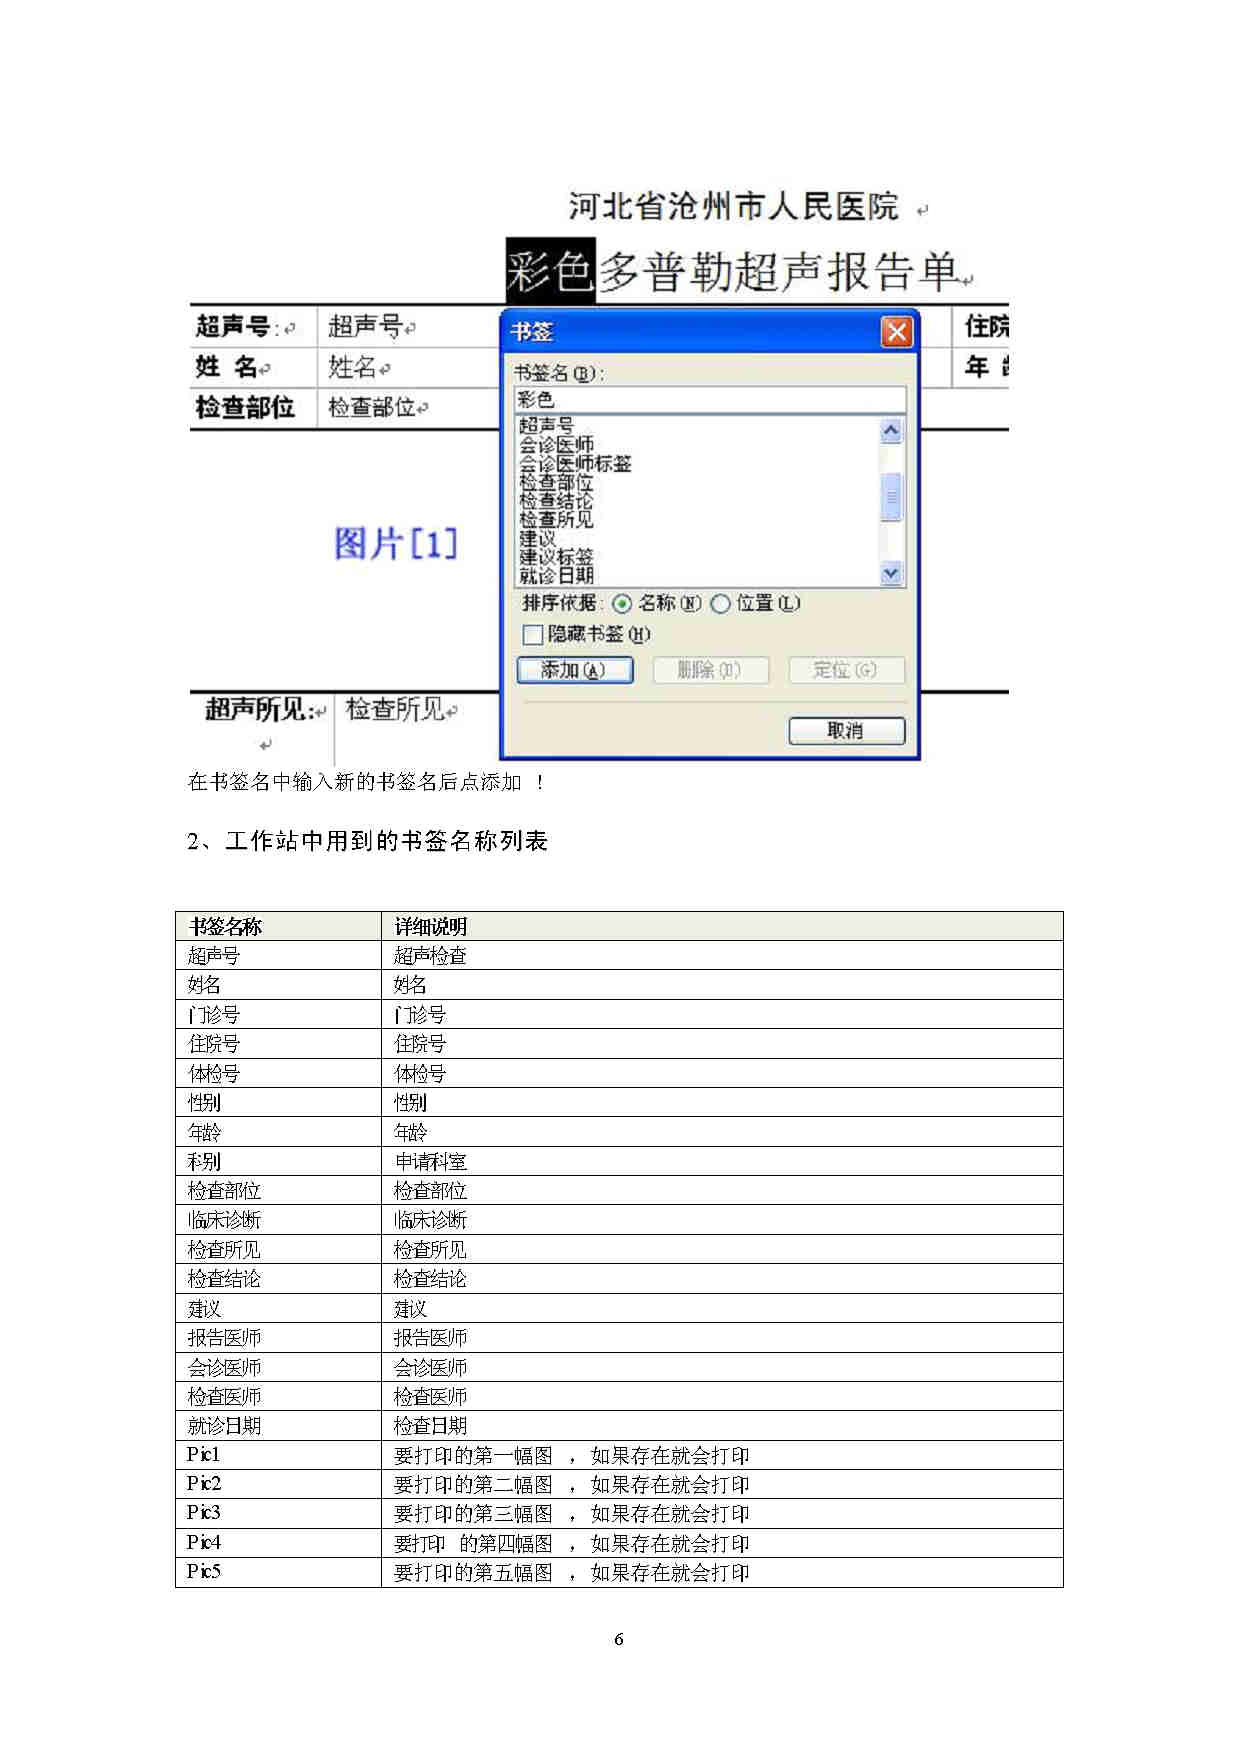 河北省沧州市人民医院
彩色多普勒超声报告单
超声号: 超声号 住院
姓 名 姓名 年
检查部位 检查部位
书签
书签名(B):
彩色
超声号
会诊医师
会诊医师标签
检查部位
检查结论
检查所见
建议
建议标签
就诊日期
排序依据: 名称(N) 位置(L)
隐藏书签(H)
添加(A) 删除(D) 定位(G)
取消
图片[1]
超声所见: 检查所见
在书签名中输入新的书签名后点添加 !
2、工作站中用到的书签名称列表
书签名称 详细说明
超声号 超声检查
姓名 姓名
门诊号 门诊号
住院号 住院号
体检号 体检号
性别 性别
年龄 年龄
科别 申请科室
检查部位 检查部位
临床诊断 临床诊断
检查所见 检查所见
检查结论 检查结论
建议 建议
报告医师 报告医师
会诊医师 会诊医师
检查医师 检查医师
就诊日期 检查日期
Pic1 要打印的第一幅图 ，如果存在就会打印
Pic2 要打印的第二幅图 ，如果存在就会打印
Pic3 要打印的第三幅图 ，如果存在就会打印
Pic4 要打印 的第四幅图 ，如果存在就会打印
Pic5 要打印的第五幅图 ，如果存在就会打印
6